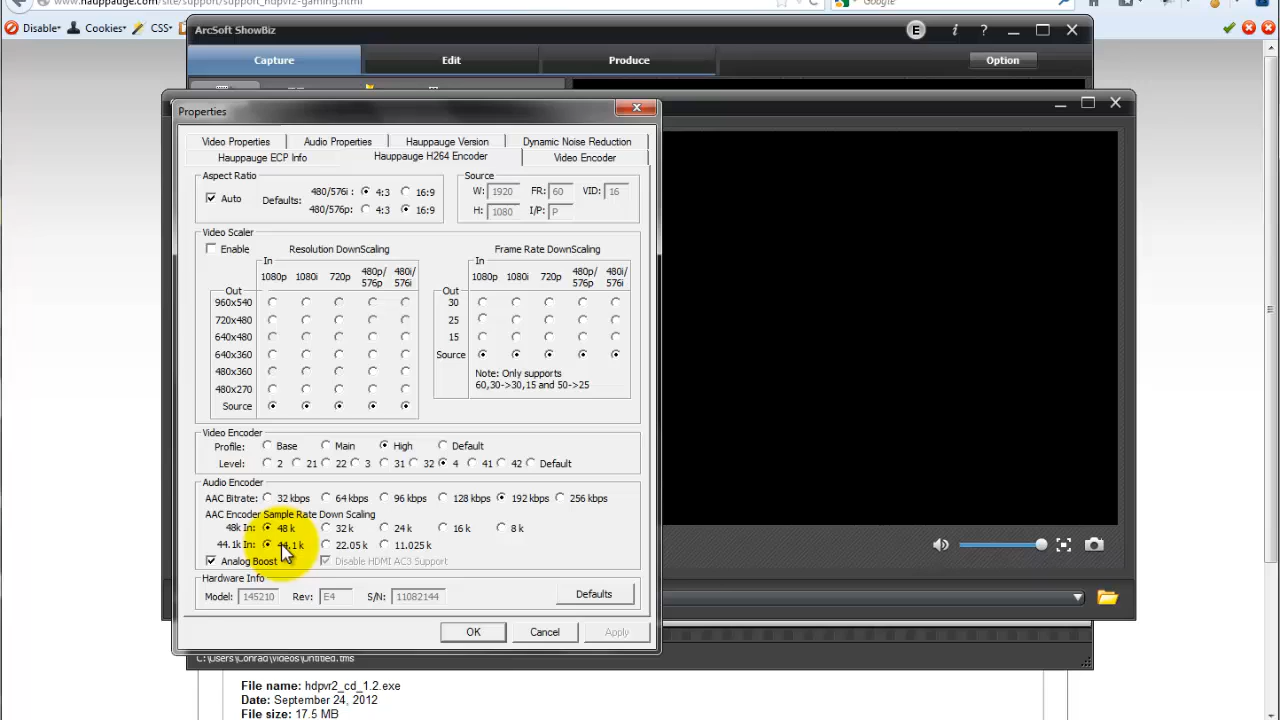 www.hauppauge.com/site/support/support_hdpvr2-gaming.html
Google
Disable Cookies CSS
ArcSoft ShowBiz
E i ?
Capture Edit Produce Option
Properties
Video Properties Audio Properties Hauppauge Version Dynamic Noise Reduction
Hauppauge ECP Info Hauppauge H264 Encoder Video Encoder
Aspect Ratio
Auto Defaults: 480/576i : 4:3 16:9
480/576p: 4:3 16:9
Source
W: 1920 FR: 60 VID: 16
H: 1080 I/P: P
Video Scaler
Enable Resolution DownScaling Frame Rate DownScaling
In In
1080p 1080i 720p 480p/ 576p 480i/ 576i 1080p 1080i 720p 480p/ 576p 480i/ 576i
Out Out
960x540 30
720x480 25
640x480 15
640x360 Source
480x360 Note: Only supports
480x270 60,30->30,15 and 50->25
Source
Video Encoder
Profile: Base Main High Default
Level: 2 21 22 3 31 32 4 41 42 Default
Audio Encoder
AAC Bitrate: 32 kbps 64 kbps 96 kbps 128 kbps 192 kbps 256 kbps
AAC Encoder Sample Rate Down Scaling
48k In: 48 k 32 k 24 k 16 k 8 k
44.1k In: 44.1 k 22.05 k 11.025 k
Analog Boost Disable HDMI AC3 Support
Hardware Info
Model: 145210 Rev: E4 S/N: 11082144 Defaults
OK Cancel Apply
C:\Users\Conrad\Videos\Untitled.tms
File name: hdpvr2_cd_1.2.exe
Date: September 24, 2012
File size: 17.5 MB